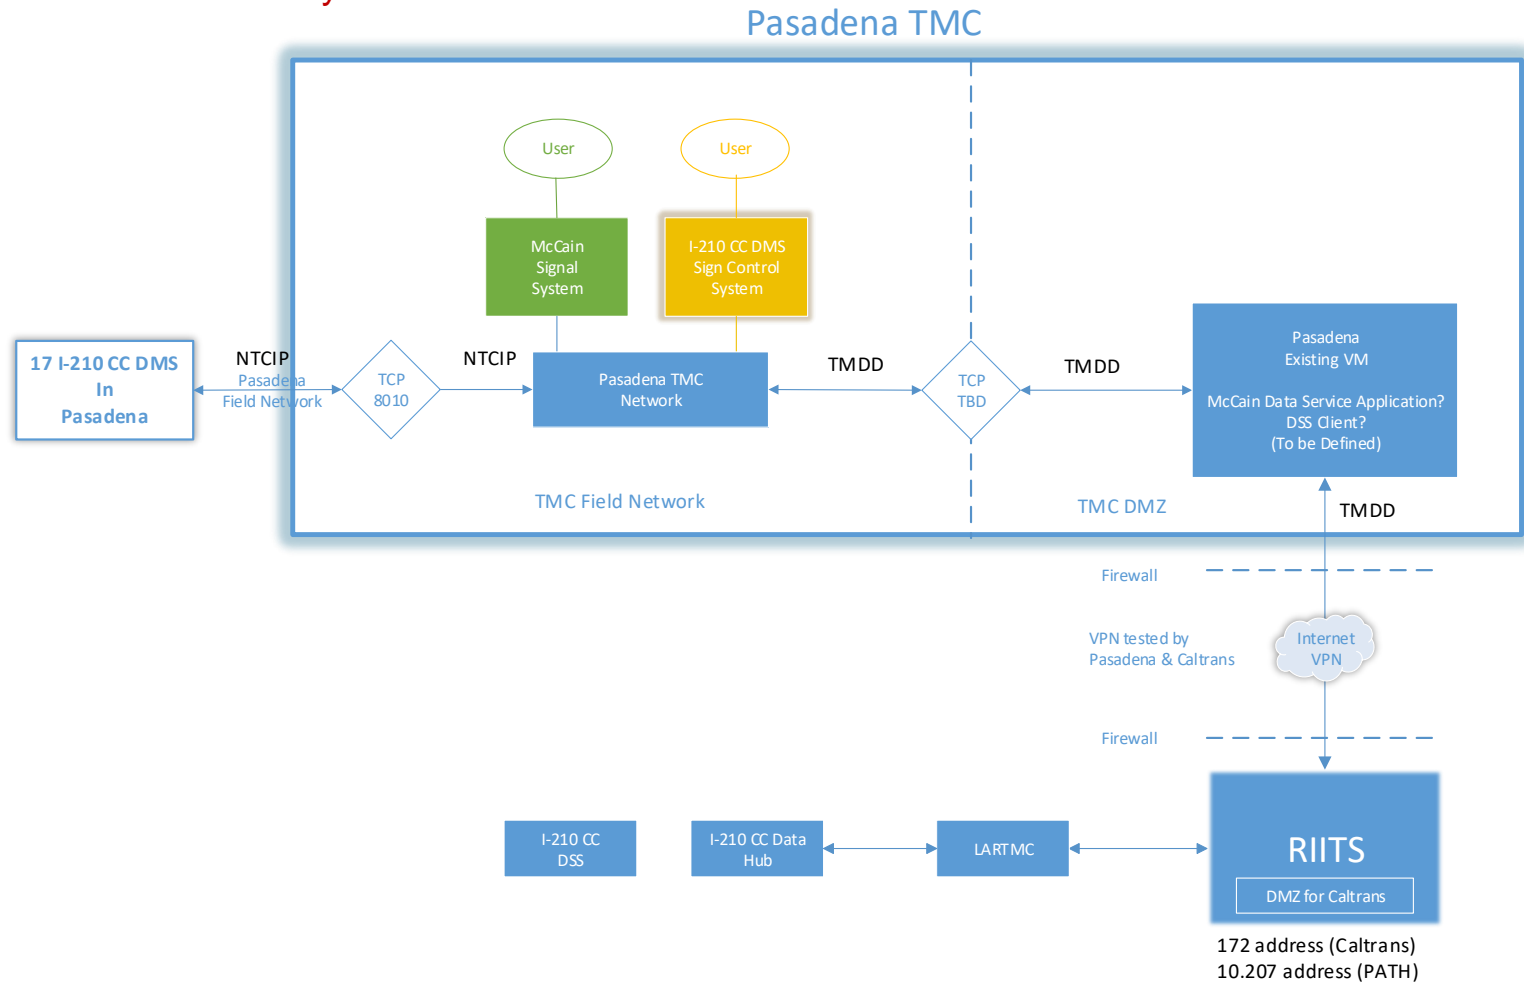 y
Pasadena TMC
User
User
McCain
Signal
System
I-210 CC DMS
Sign Control
System
17 I-210 CC DMS
In
Pasadena
NTCIP
Pasadena
Field Network
TCP
8010
NTCIP
Pasadena TMC
Network
TMDD
TCP
TBD
TMDD
Pasadena
Existing VM
McCain Data Service Application?
DSS Client?
(To be Defined)
TMC Field Network
TMC DMZ
TMDD
Firewall
VPN tested by
Pasadena & Caltrans
Internet
VPN
Firewall
I-210 CC
DSS
I-210 CC Data
Hub
LARTMC
RIITS
DMZ for Caltrans
172 address (Caltrans)
10.207 address (PATH)